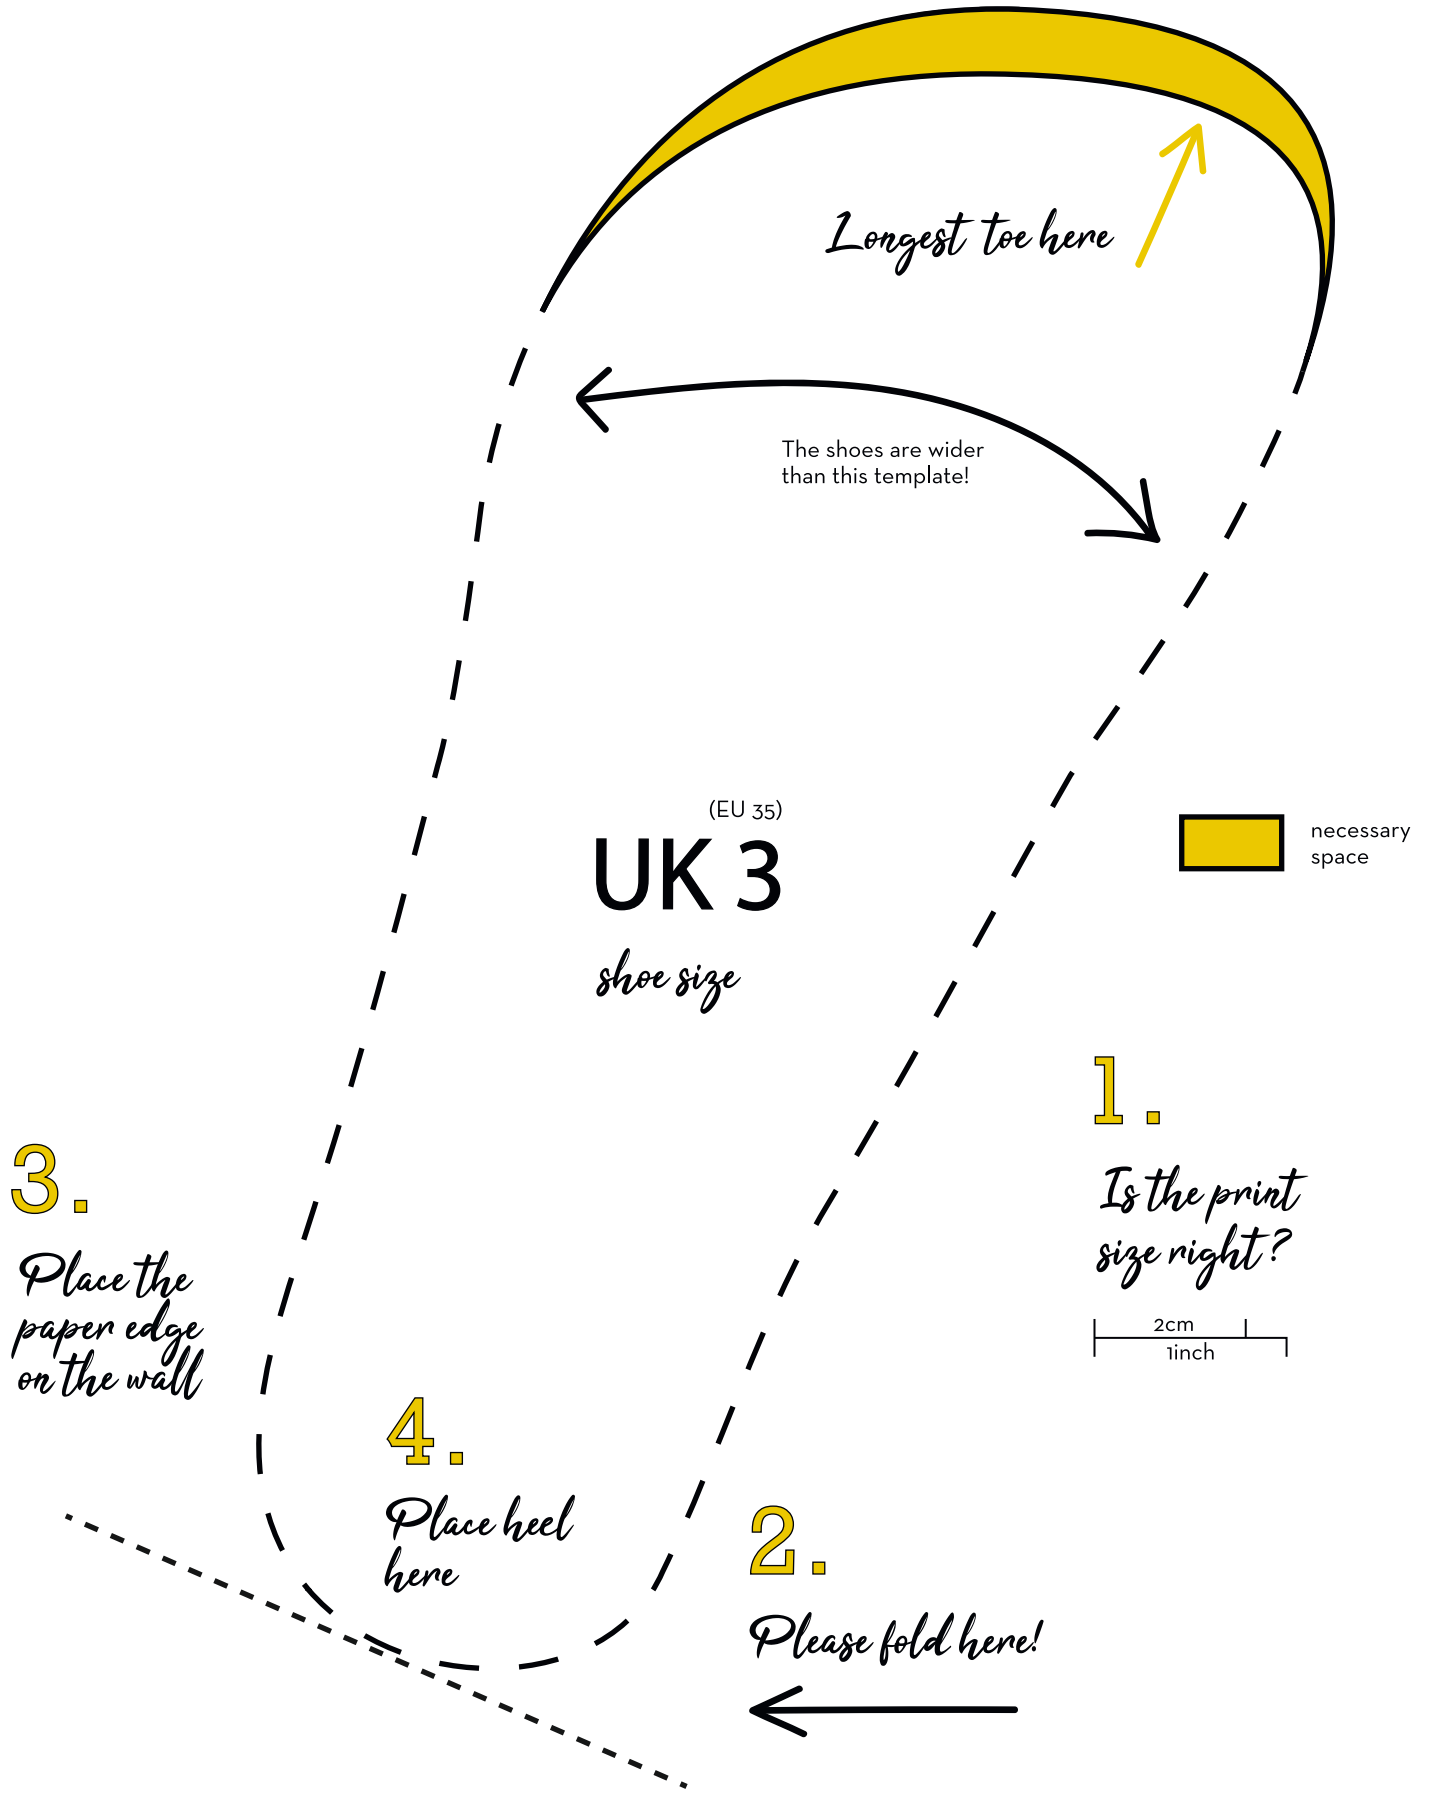 Longest toe here
The shoes are wider
than this template!
(EU 35)
UK 3
shoe size
necessary
space
1.
Is the print
size right?
2cm
1inch
3.
Place the
paper edge
on the wall
4.
Place heel
here
2.
Please fold here!